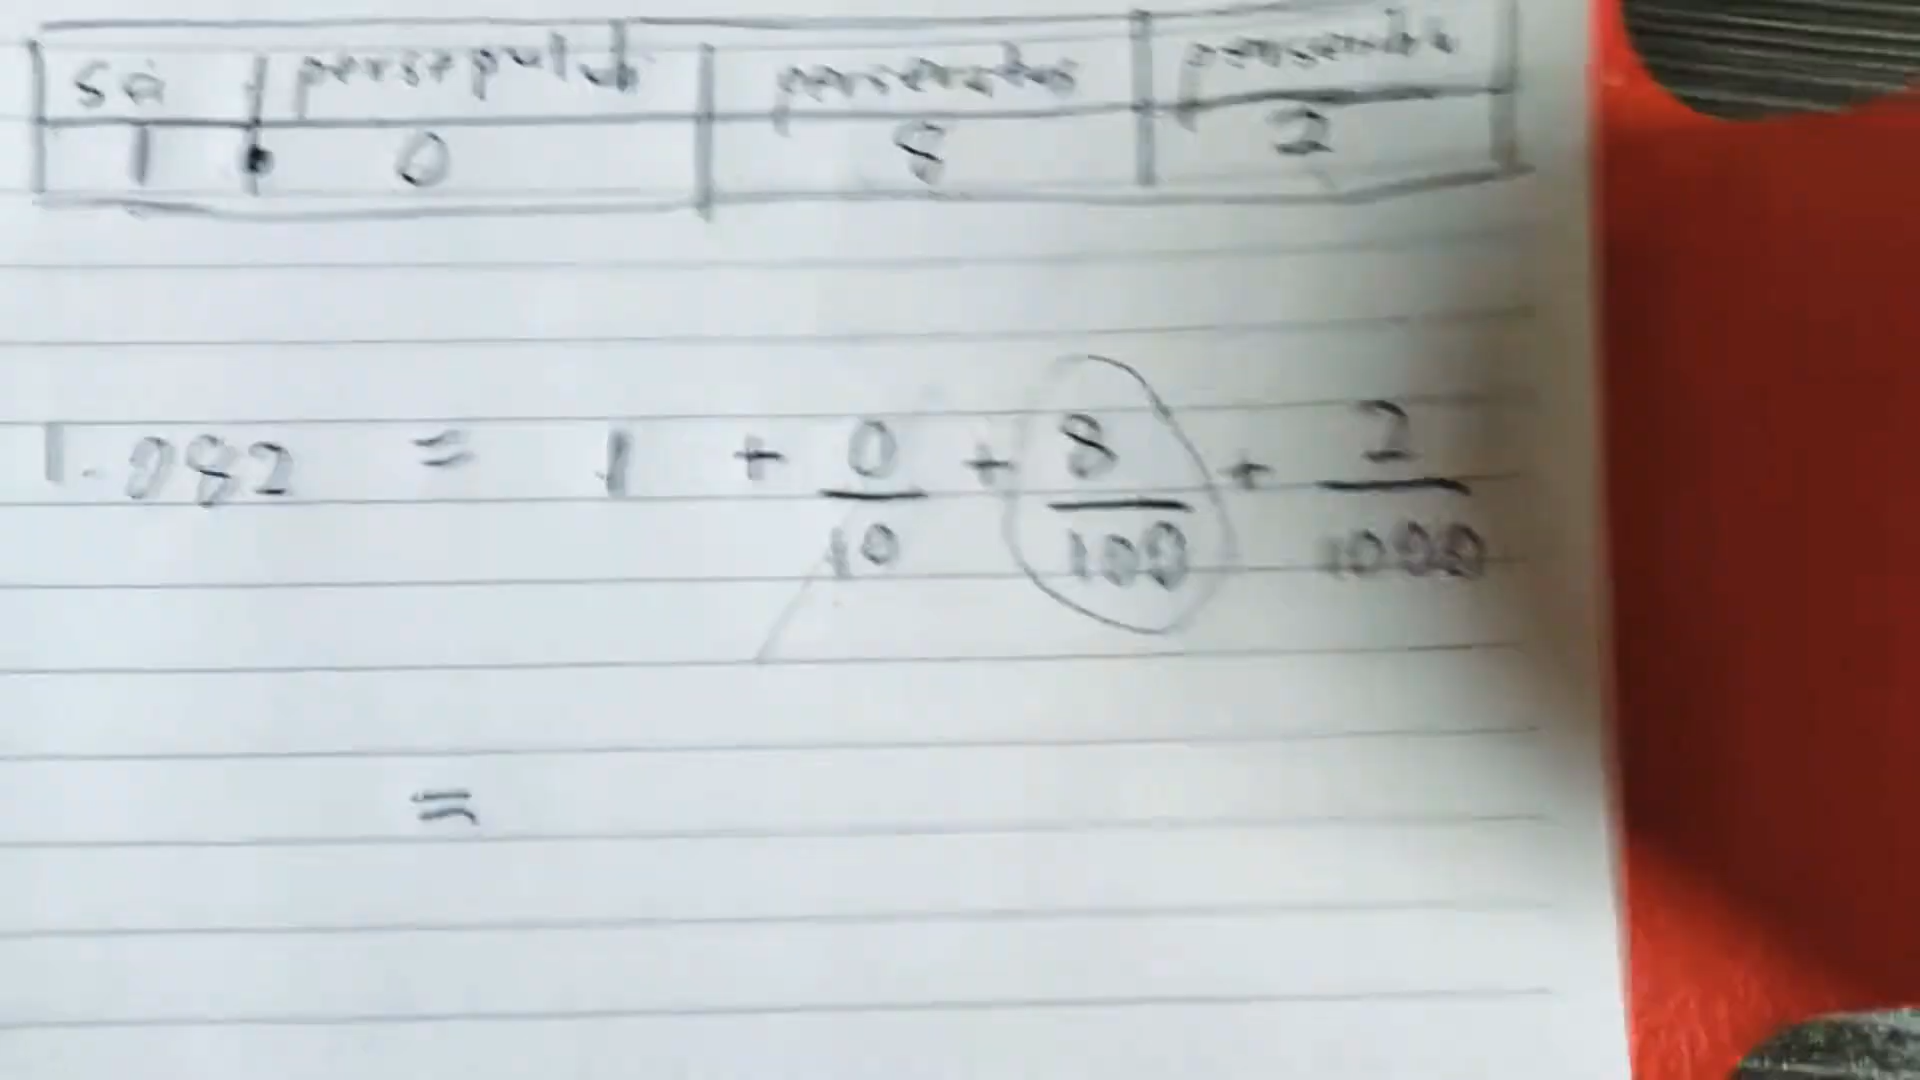 sa persepuluh perseratus perseribu
1 . 0 8 2
1.082 = 1 + 0/10 + 8/100 + 2/1000
=